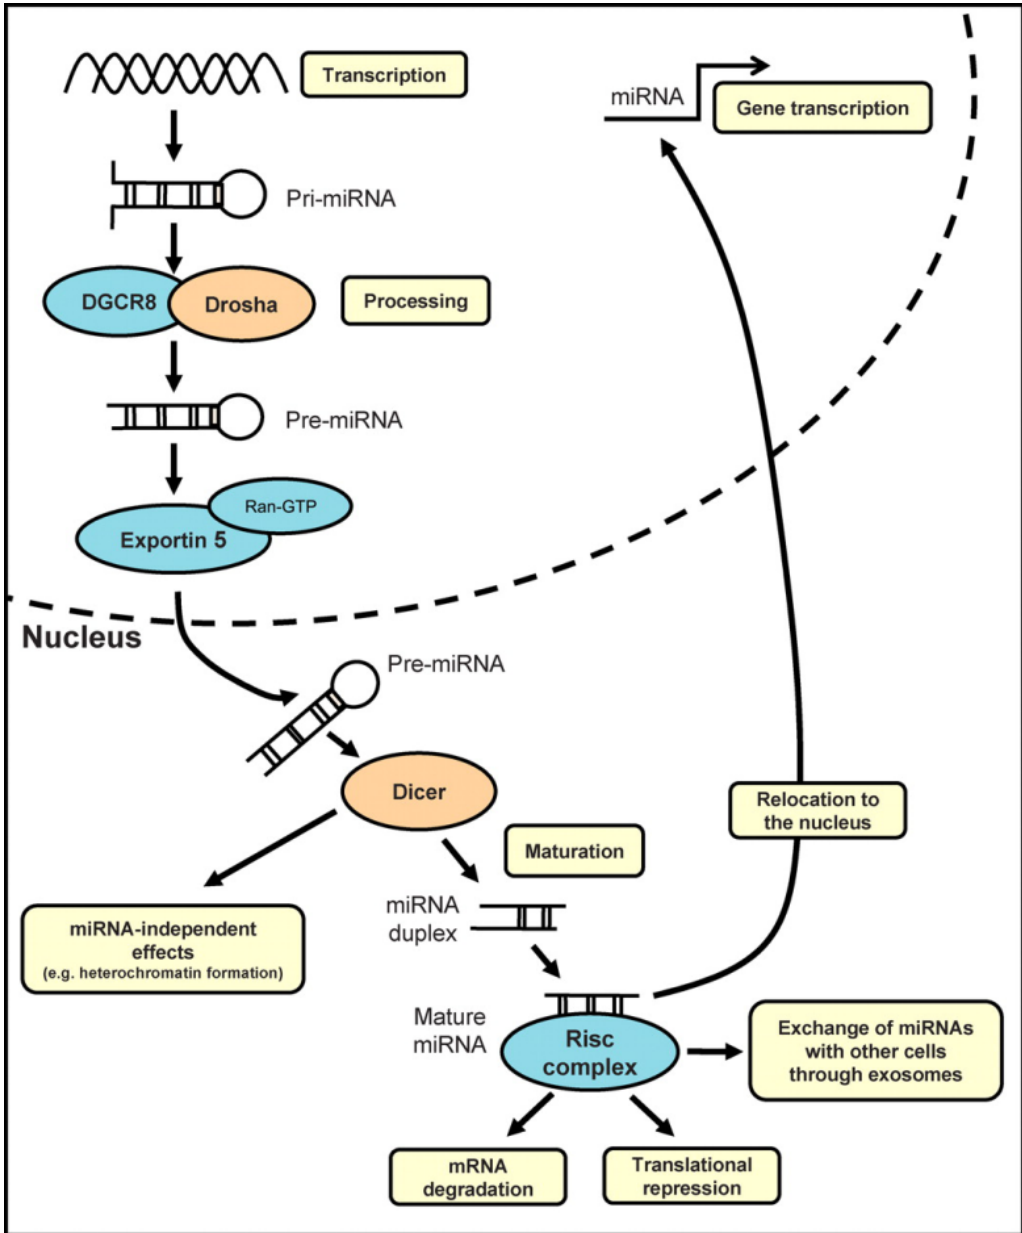 Transcription
miRNA
Gene transcription
Pri-miRNA
DGCR8
Drosha
Processing
Pre-miRNA
Ran-GTP
Exportin 5
Nucleus
Pre-miRNA
Dicer
Relocation to
the nucleus
Maturation
miRNA
duplex
miRNA-independent
effects
(e.g. heterochromatin formation)
Mature
miRNA
Risc
complex
Exchange of miRNAs
with other cells
through exosomes
mRNA
degradation
Translational
repression